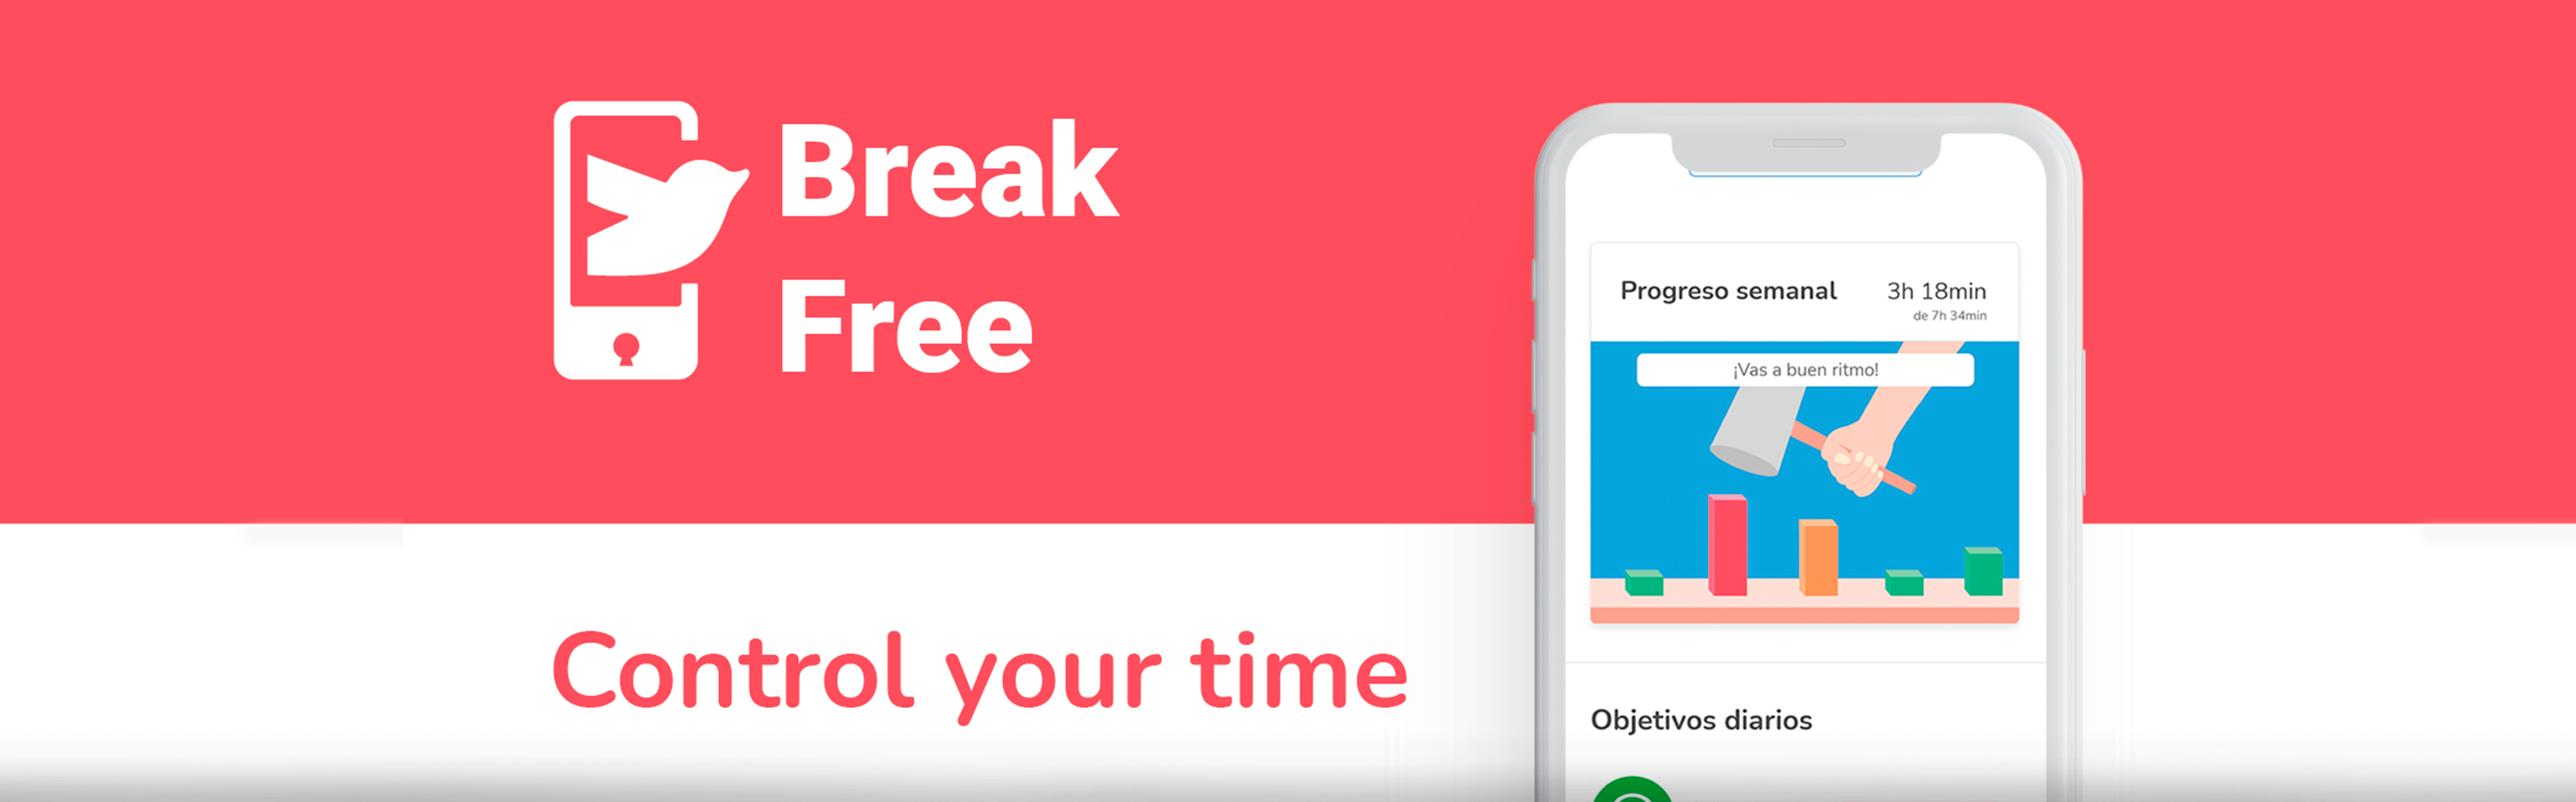 Break
Free
Control your time
Progreso semanal
3h 18min
de 7h 34min
¡Vas a buen ritmo!
Objetivos diarios